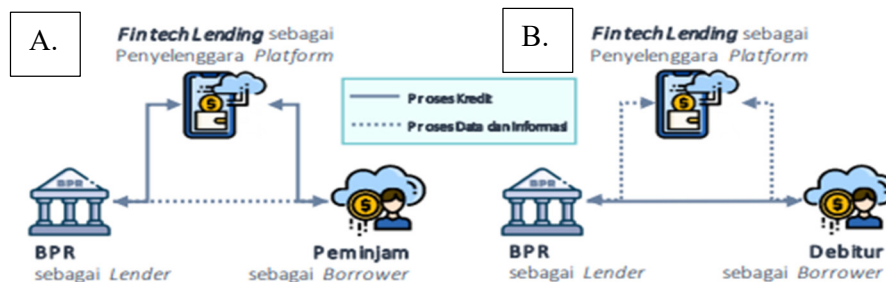 A.
Fintech Lending sebagai
Penyelenggara Platform
B.
Fintech Lending sebagai
Penyelenggara Platform
Proses Kredit
Proses Data dan Informasi
BPR
BPR
BPR
sebagai Lender
Peminjam
sebagai Borrower
BPR
sebagai Lender
Debitur
sebagai Borrower